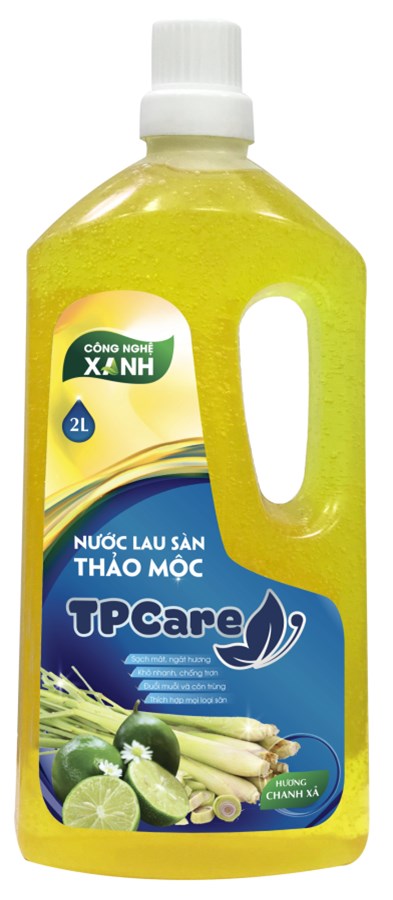 CÔNG NGHỆ
XANH
2L
NƯỚC LAU SÀN
THẢO MỘC
TPCare
Sạch mát, ngát hương
Khô nhanh, chống trơn
Đuổi muỗi và côn trùng
Thích hợp mọi loại sàn
HƯƠNG
CHANH XẢ